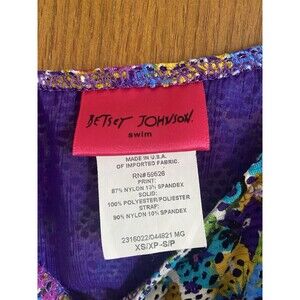 BETSEY JOHNSON.
swim
MADE IN U.S.A.
OF IMPORTED FABRIC.
RN#59526
PRINT:
87% NYLON 13% SPANDEX
SOLID:
100% POLYESTER/POLIESTER
STRAP:
90% NYLON 10% SPANDEX
2316022/044821 MG
XS/XP-S/P